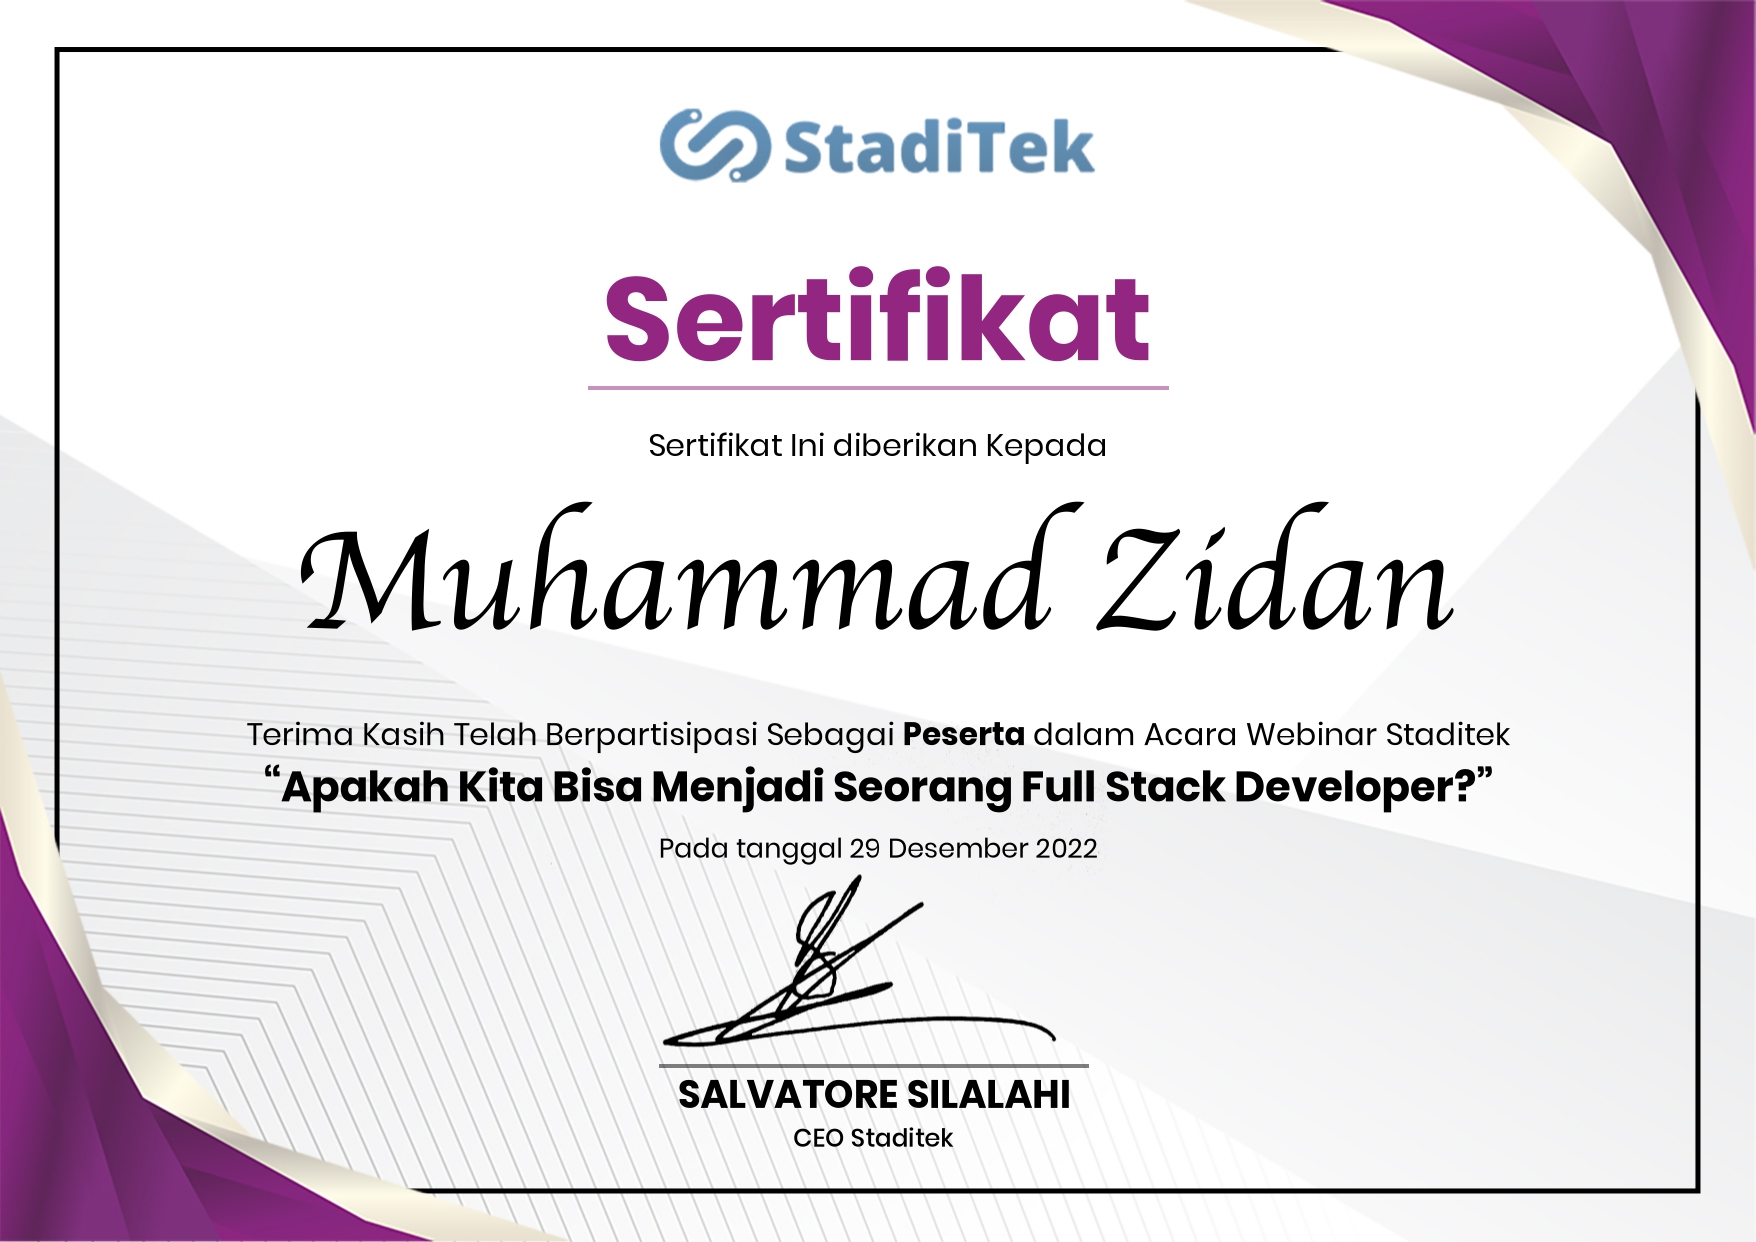 StadiTek
Sertifikat
Sertifikat Ini diberikan Kepada
Muhammad Zidan
Terima Kasih Telah Berpartisipasi Sebagai Peserta dalam Acara Webinar Staditek
“Apakah Kita Bisa Menjadi Seorang Full Stack Developer?”
Pada tanggal 29 Desember 2022
SALVATORE SILALAHI
CEO Staditek